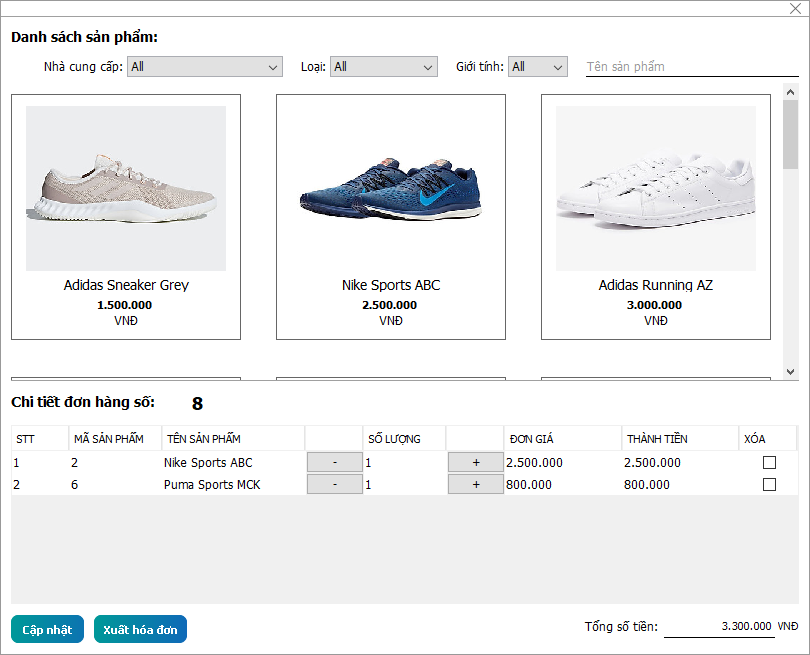 Danh sách sản phẩm:
Nhà cung cấp: All Loại: All Giới tính: All Tên sản phẩm
Adidas Sneaker Grey
1.500.000
VNĐ
Nike Sports ABC
2.500.000
VNĐ
Adidas Running AZ
3.000.000
VNĐ
Chi tiết đơn hàng số: 8
STT MÃ SẢN PHẨM TÊN SẢN PHẨM SỐ LƯỢNG ĐƠN GIÁ THÀNH TIỀN XÓA
1 2 Nike Sports ABC - 1 + 2.500.000 2.500.000
2 6 Puma Sports MCK - 1 + 800.000 800.000
Cập nhật Xuất hóa đơn Tổng số tiền: 3.300.000 VNĐ